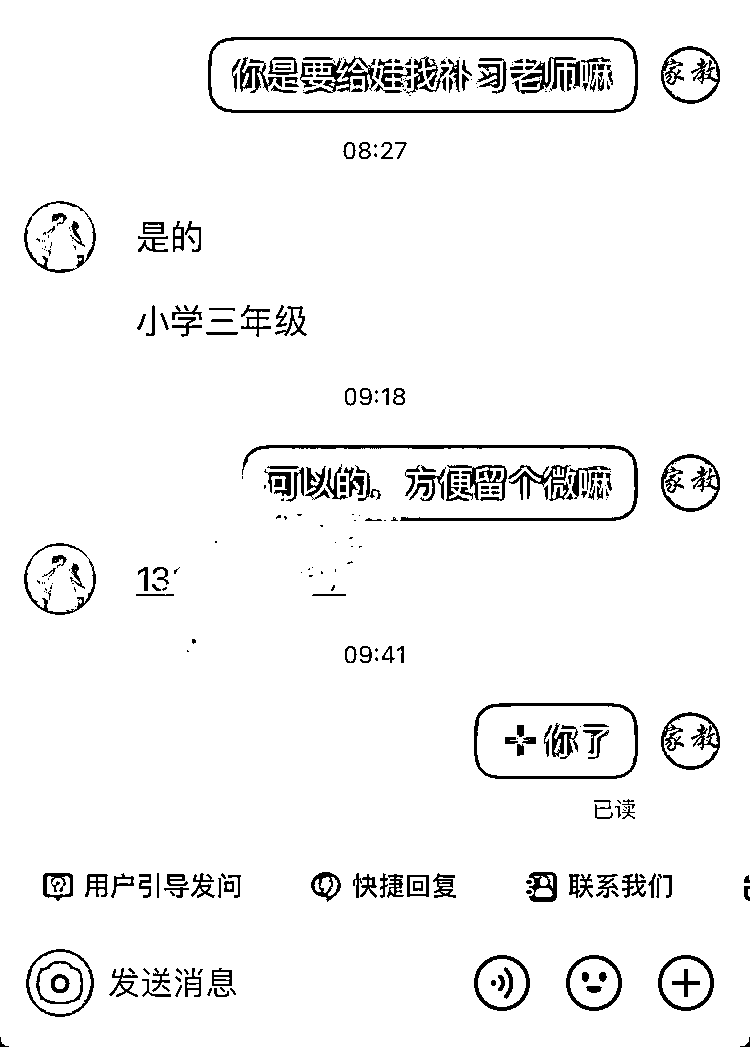 你是要给娃找补习老师嘛
家教
08:27
是的
小学三年级
09:18
可以的。方便留个微嘛
家教
13
09:41
➕你了
家教
已读
用户引导发问
快捷回复
联系我们
发送消息